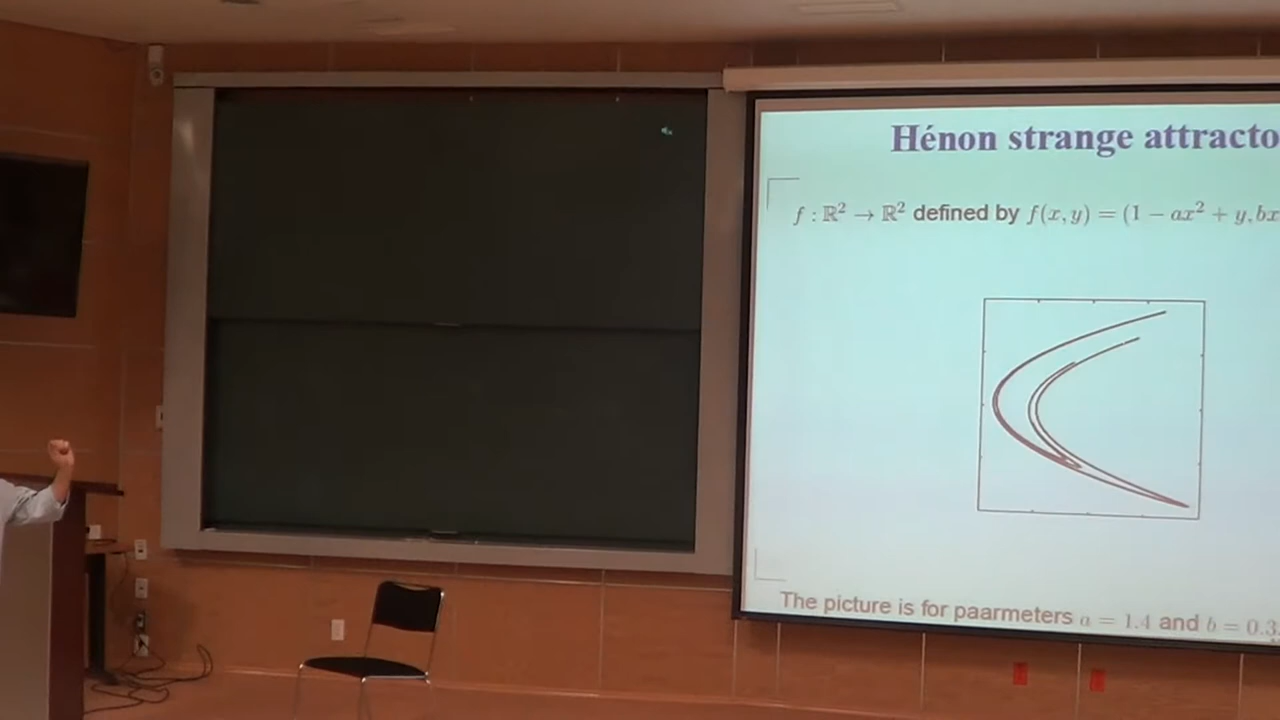 Hénon strange attracto
f : ℝ² → ℝ² defined by f(x, y) = (1 − ax² + y, bx
The picture is for paarmeters a = 1.4 and b = 0.3